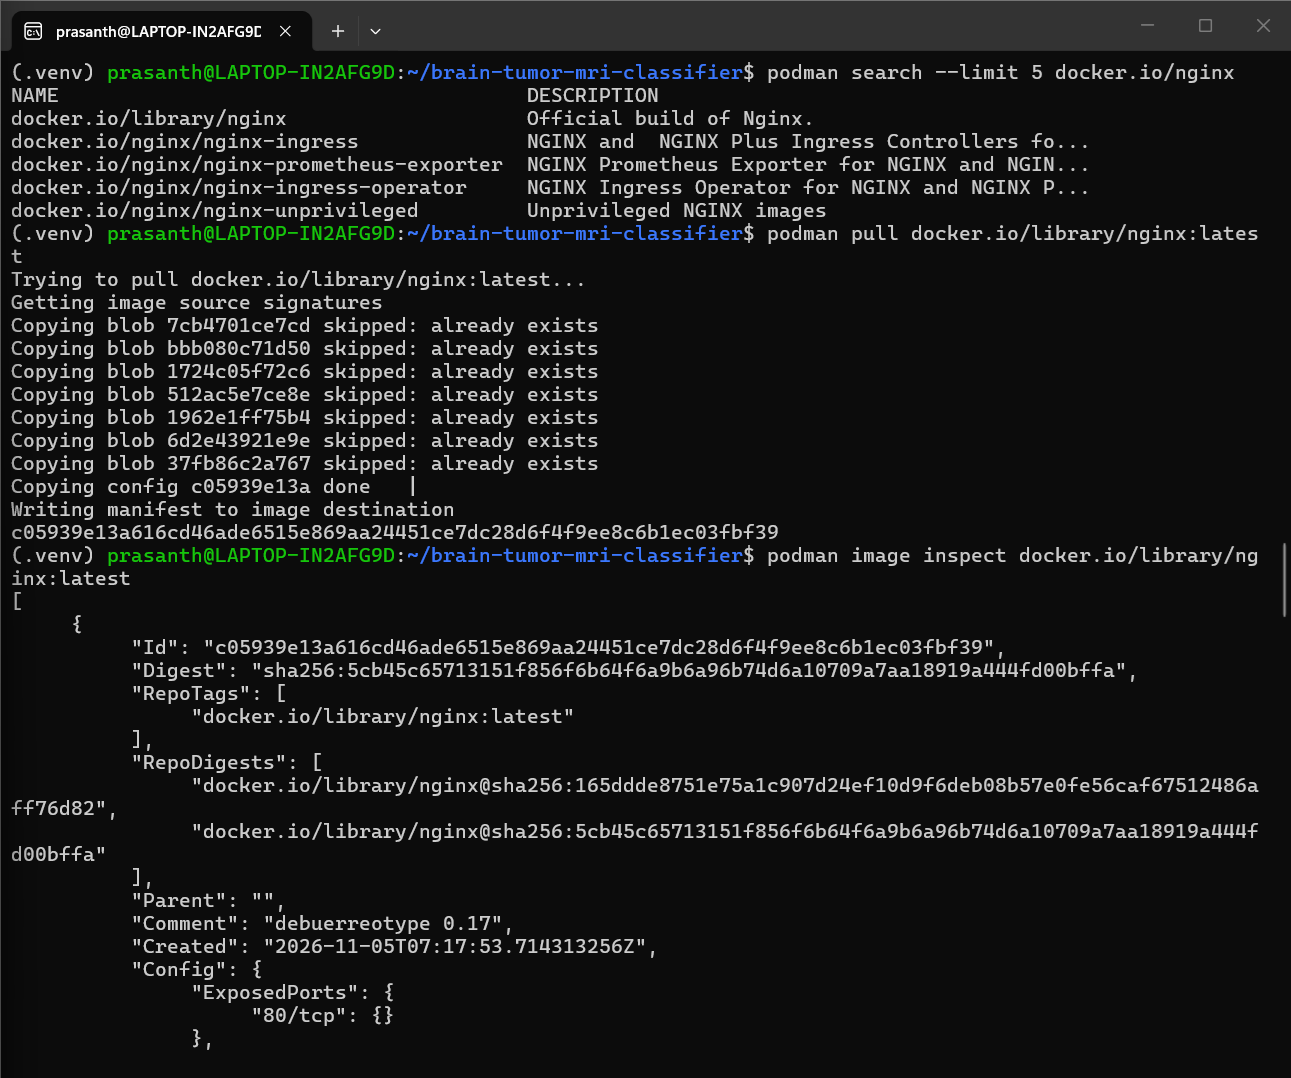 prasanth@LAPTOP-IN2AFG9D
(.venv) prasanth@LAPTOP-IN2AFG9D:~/brain-tumor-mri-classifier$ podman search --limit 5 docker.io/nginx
NAME                                       DESCRIPTION
docker.io/library/nginx                    Official build of Nginx.
docker.io/nginx/nginx-ingress              NGINX and  NGINX Plus Ingress Controllers fo...
docker.io/nginx/nginx-prometheus-exporter  NGINX Prometheus Exporter for NGINX and NGIN...
docker.io/nginx/nginx-ingress-operator     NGINX Ingress Operator for NGINX and NGINX P...
docker.io/nginx/nginx-unprivileged         Unprivileged NGINX images
(.venv) prasanth@LAPTOP-IN2AFG9D:~/brain-tumor-mri-classifier$ podman pull docker.io/library/nginx:lates
t
Trying to pull docker.io/library/nginx:latest...
Getting image source signatures
Copying blob 7cb4701ce7cd skipped: already exists
Copying blob bbb080c71d50 skipped: already exists
Copying blob 1724c05f72c6 skipped: already exists
Copying blob 512ac5e7ce8e skipped: already exists
Copying blob 1962e1ff75b4 skipped: already exists
Copying blob 6d2e43921e9e skipped: already exists
Copying blob 37fb86c2a767 skipped: already exists
Copying config c05939e13a done   |
Writing manifest to image destination
c05939e13a616cd46ade6515e869aa24451ce7dc28d6f4f9ee8c6b1ec03fbf39
(.venv) prasanth@LAPTOP-IN2AFG9D:~/brain-tumor-mri-classifier$ podman image inspect docker.io/library/ng
inx:latest
[
     {
          "Id": "c05939e13a616cd46ade6515e869aa24451ce7dc28d6f4f9ee8c6b1ec03fbf39",
          "Digest": "sha256:5cb45c65713151f856f6b64f6a9b6a96b74d6a10709a7aa18919a444fd00bffa",
          "RepoTags": [
               "docker.io/library/nginx:latest"
          ],
          "RepoDigests": [
               "docker.io/library/nginx@sha256:165ddde8751e75a1c907d24ef10d9f6deb08b57e0fe56caf67512486a
ff76d82",
               "docker.io/library/nginx@sha256:5cb45c65713151f856f6b64f6a9b6a96b74d6a10709a7aa18919a444f
d00bffa"
          ],
          "Parent": "",
          "Comment": "debuerreotype 0.17",
          "Created": "2026-11-05T07:17:53.714313256Z",
          "Config": {
               "ExposedPorts": {
                    "80/tcp": {}
               },